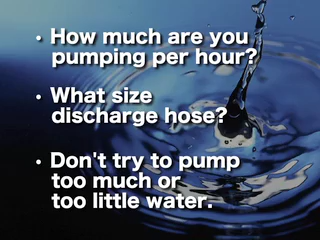 • How much are you
pumping per hour?
• What size
discharge hose?
• Don't try to pump
too much or
too little water.